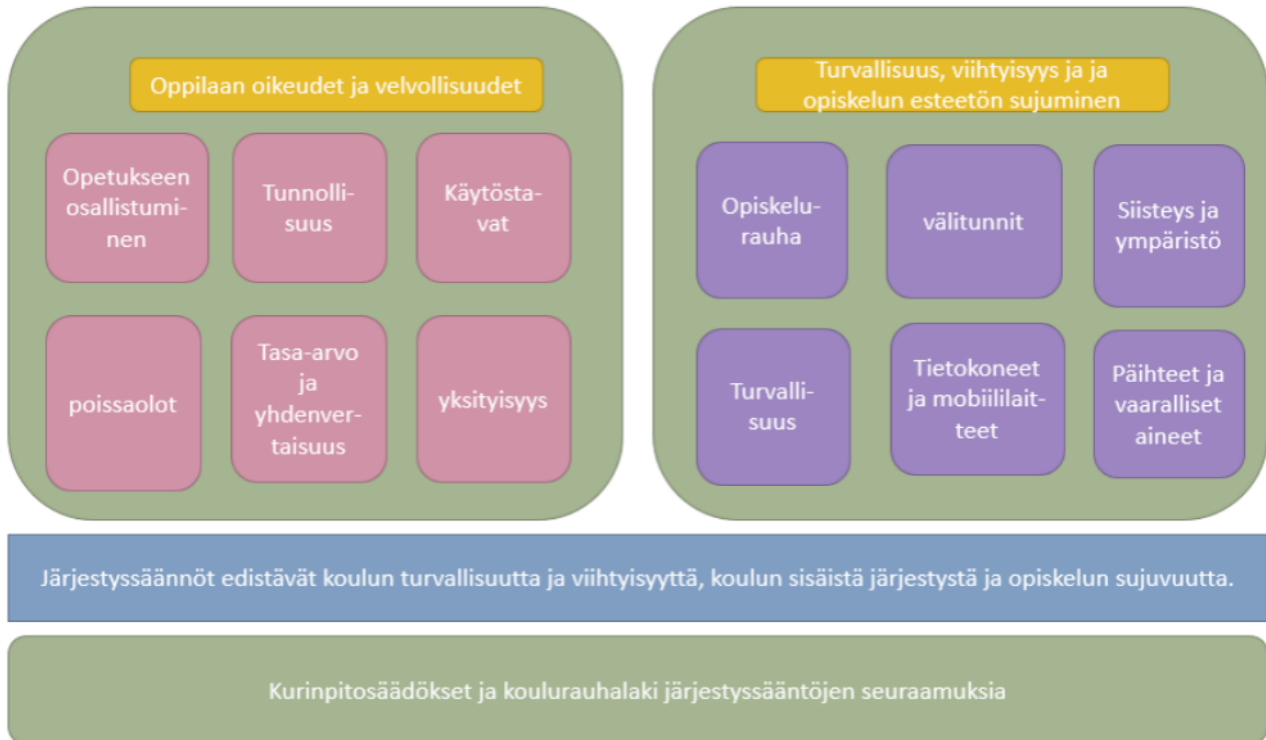 Oppilaan oikeudet ja velvollisuudet
Opetukseen
osallistumi-
nen
Tunnolli-
suus
Käytösta-
vat
poissaolot
Tasa-arvo
ja
yhdenver-
taisuus
yksityisyys
Turvallisuus, viihtyisyys ja ja
opiskelun esteetön sujuminen
Opiskelu-
rauha
välitunnit
Siisteys ja
ympäristö
Turvalli-
suus
Tietokoneet
ja mobiililait-
teet
Päihteet ja
vaaralliset
aineet
Järjestyssäännöt edistävät koulun turvallisuutta ja viihtyisyyttä, koulun sisäistä järjestystä ja opiskelun sujuvuutta.
Kurinpitosäädökset ja koulurauhalaki järjestyssääntöjen seuraamuksia